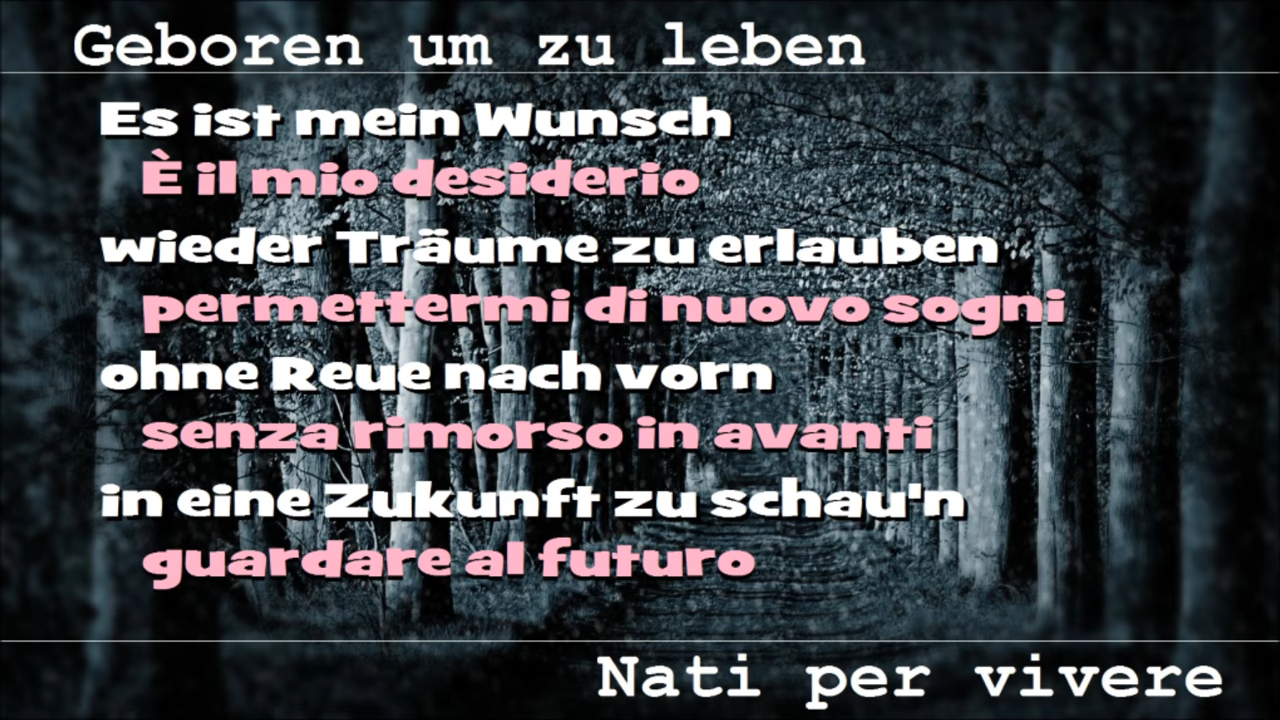 Geboren um zu leben
Es ist mein Wunsch
È il mio desiderio
wieder Träume zu erlauben
permettermi di nuovo sogni
ohne Reue nach vorn
senza rimorso in avanti
in eine Zukunft zu schau'n
guardare al futuro
Nati per vivere